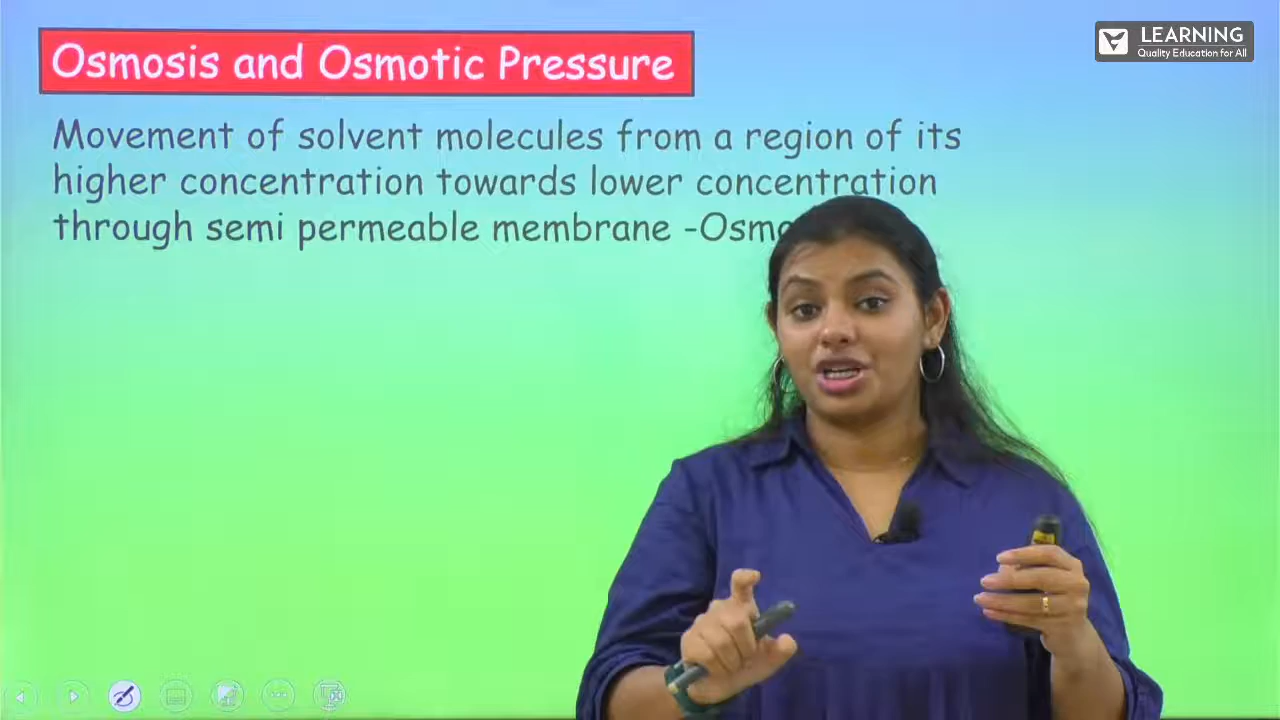 Osmosis and Osmotic Pressure
LEARNING
Quality Education for All
Movement of solvent molecules from a region of its
higher concentration towards lower concentration
through semi permeable membrane -